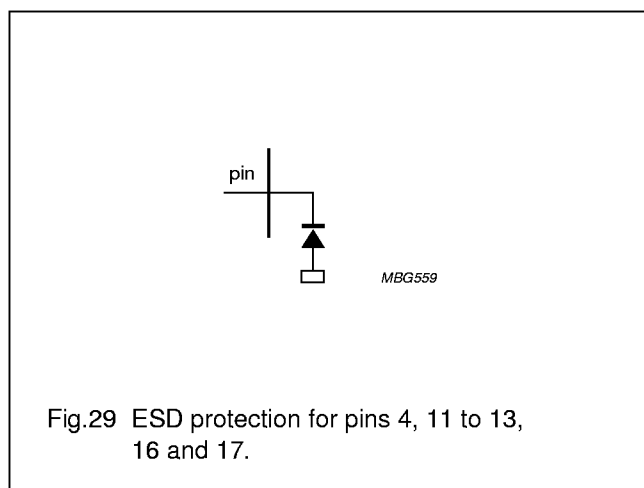 pin
MBG559
Fig.29 ESD protection for pins 4, 11 to 13,
16 and 17.